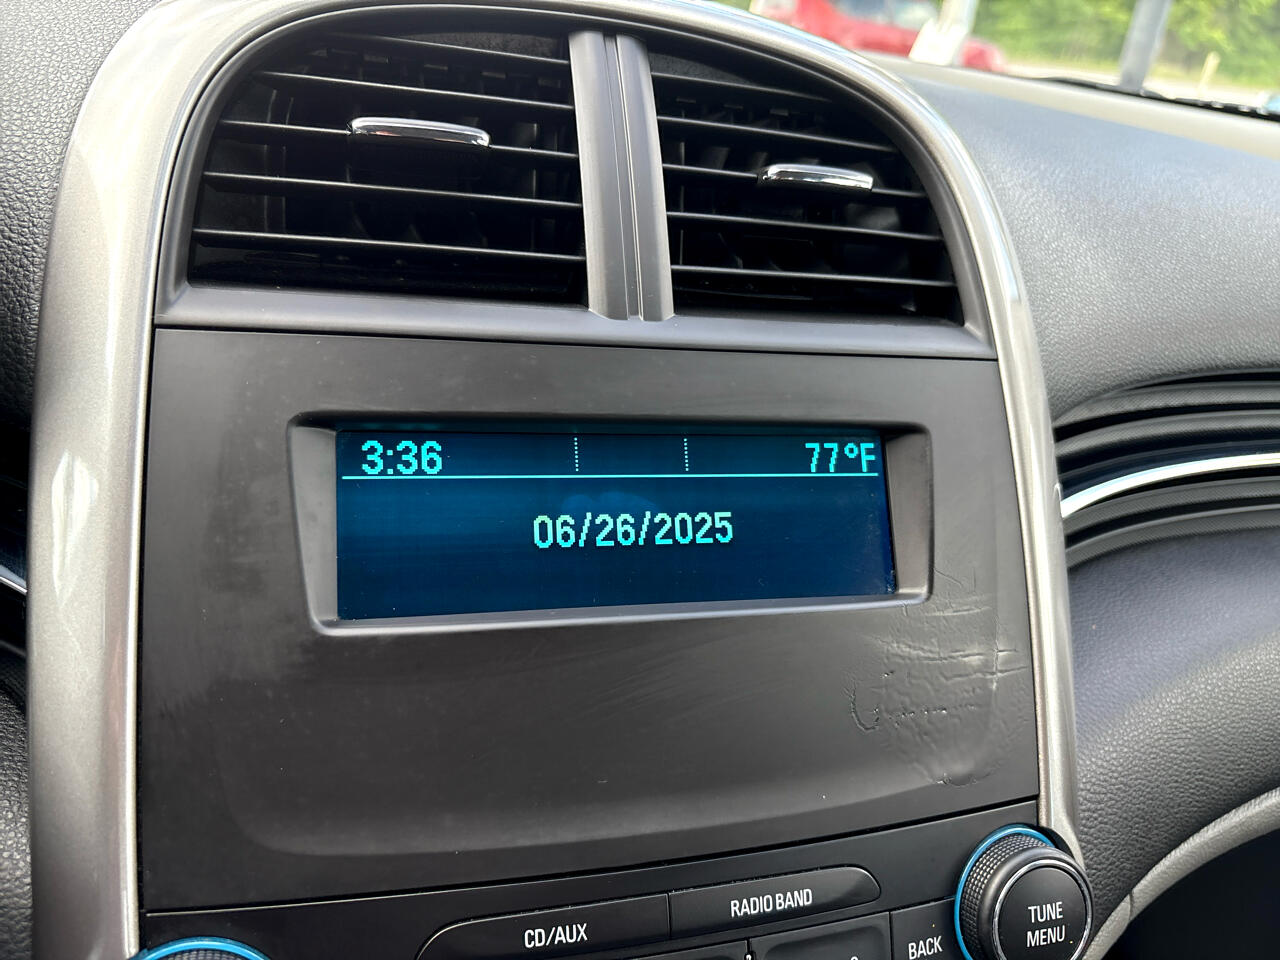 3:36 77°F
06/26/2025
CD/AUX
RADIO BAND
BACK
TUNE
MENU